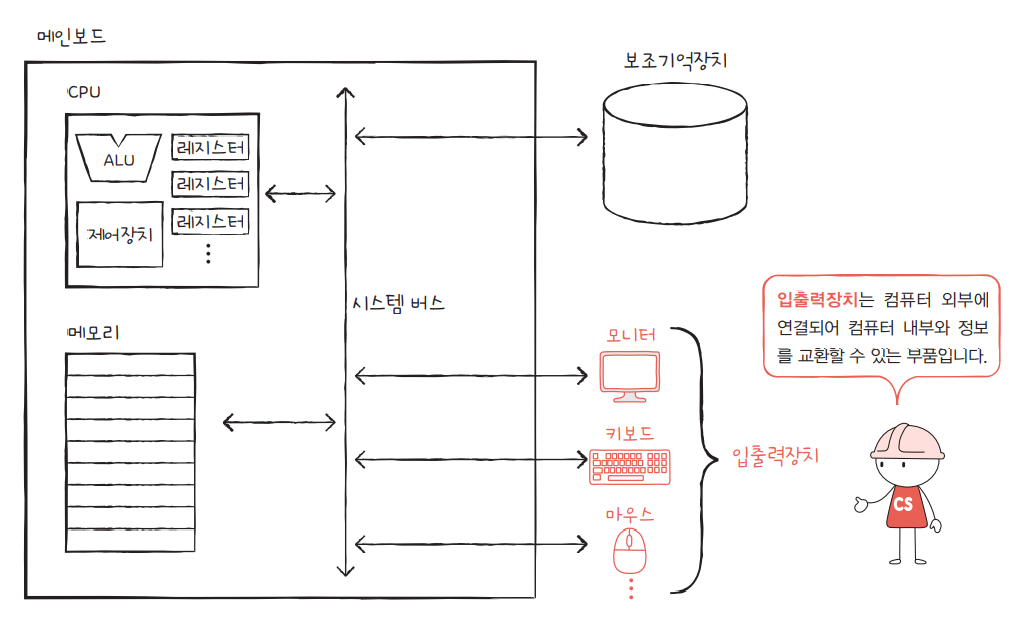 메인보드
CPU
ALU
레지스터
레지스터
레지스터
제어장치
메모리
시스템 버스
보조기억장치
모니터
키보드
마우스
입출력장치
입출력장치는 컴퓨터 외부에
연결되어 컴퓨터 내부와 정보
를 교환할 수 있는 부품입니다.
CS